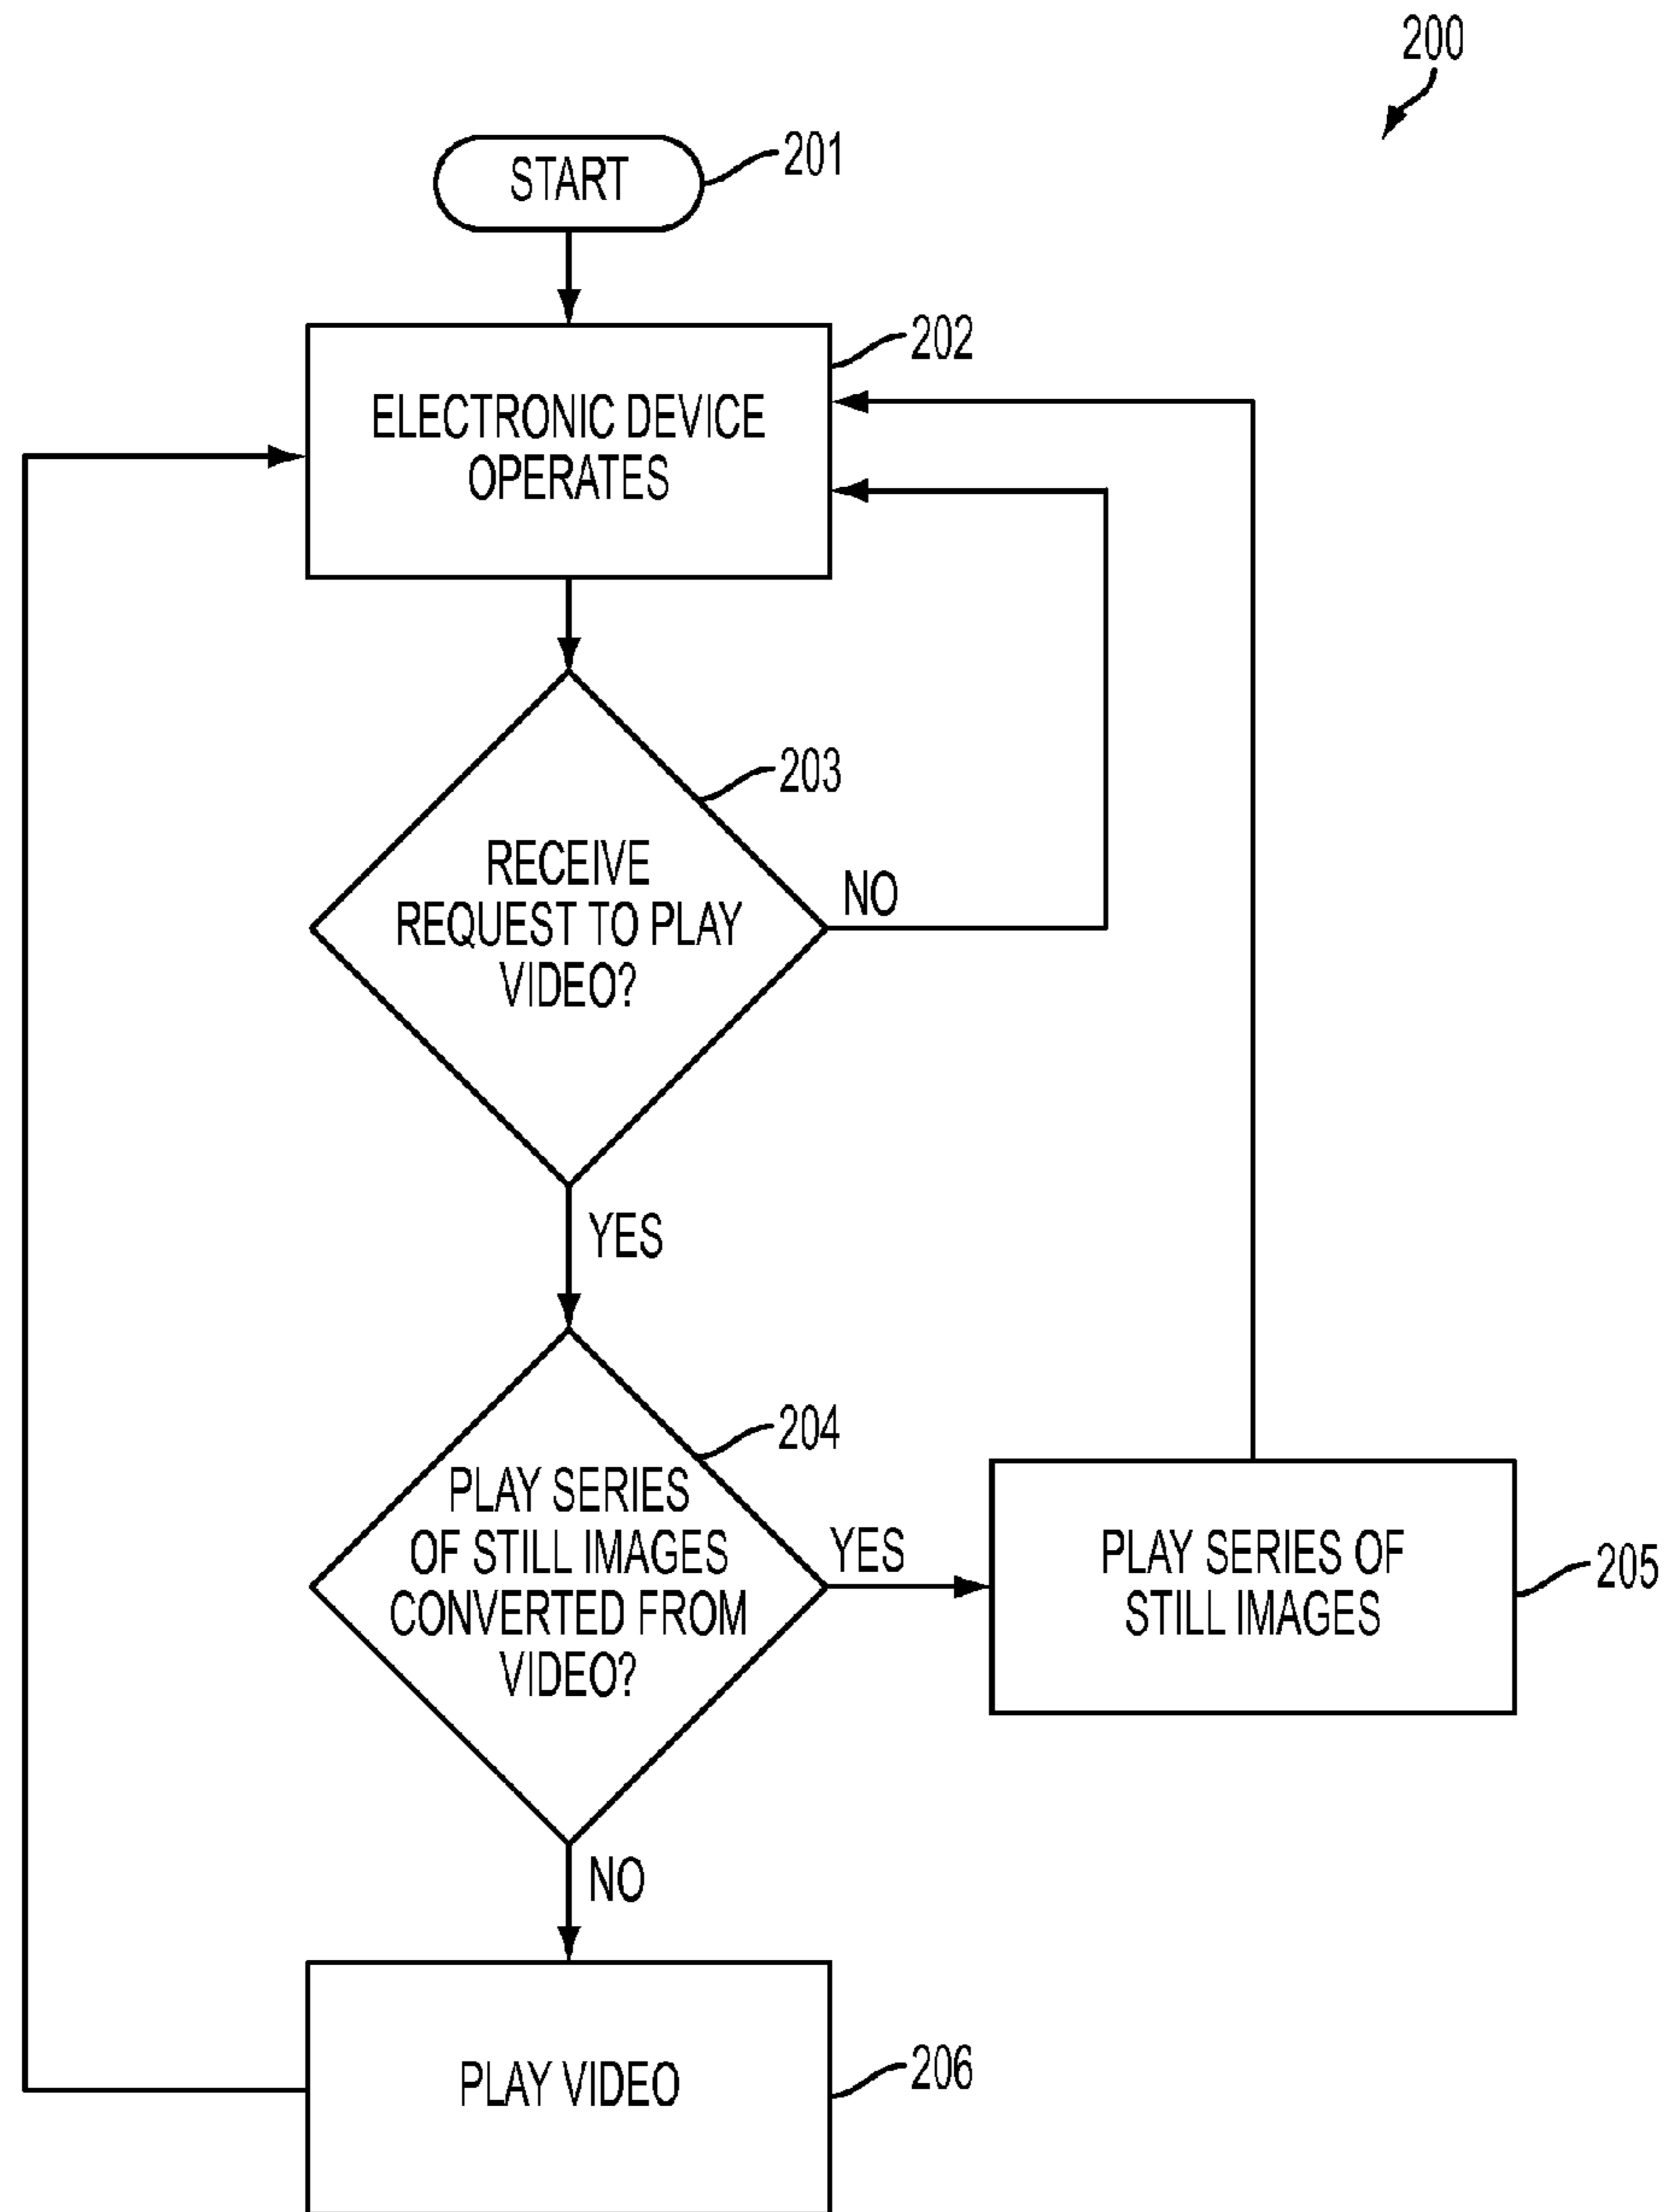 200
START
201
ELECTRONIC DEVICE
OPERATES
202
RECEIVE
REQUEST TO PLAY
VIDEO?
203
NO
YES
PLAY SERIES
OF STILL IMAGES
CONVERTED FROM
VIDEO?
204
YES
PLAY SERIES OF
STILL IMAGES
205
NO
PLAY VIDEO
206